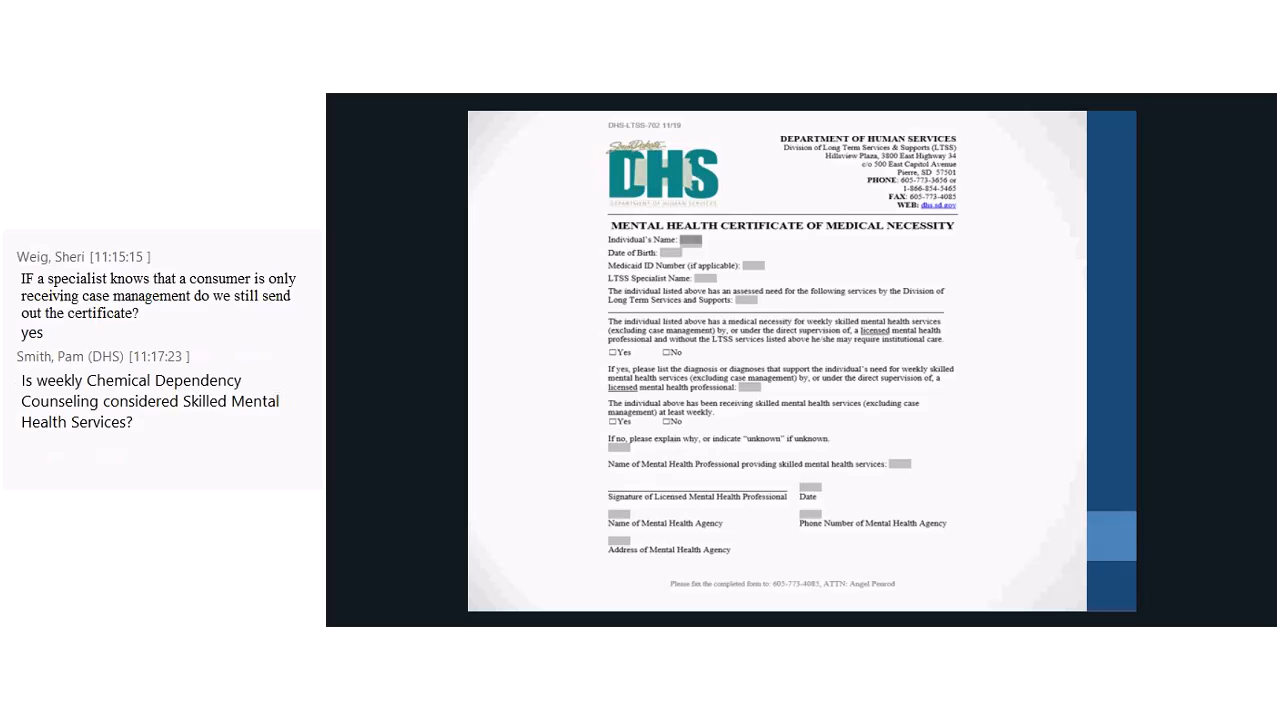 Weig, Sheri [11:15:15 ]
IF a specialist knows that a consumer is only
receiving case management do we still send
out the certificate?
yes
Smith, Pam (DHS) [11:17:23 ]
Is weekly Chemical Dependency
Counseling considered Skilled Mental
Health Services?
DHS-LTSS-702 11/19
South Dakota
DHS
DEPARTMENT OF HUMAN SERVICES
DEPARTMENT OF HUMAN SERVICES
Division of Long Term Services & Supports (LTSS)
Hillsview Plaza, 3800 East Highway 34
c/o 500 East Capitol Avenue
Pierre, SD 57501
PHONE: 605-773-3656 or
1-866-854-5465
FAX: 605-773-4085
WEB: dhs.sd.gov
MENTAL HEALTH CERTIFICATE OF MEDICAL NECESSITY
Individual's Name:
Date of Birth:
Medicaid ID Number (if applicable):
LTSS Specialist Name:
The individual listed above has an assessed need for the following services by the Division of
Long Term Services and Supports:
The individual listed above has a medical necessity for weekly skilled mental health services
(excluding case management) by, or under the direct supervision of, a licensed mental health
professional and without the LTSS services listed above he/she may require institutional care.
☐Yes ☐No
If yes, please list the diagnosis or diagnoses that support the individual's need for weekly skilled
mental health services (excluding case management) by, or under the direct supervision of, a
licensed mental health professional:
The individual above has been receiving skilled mental health services (excluding case
management) at least weekly.
☐Yes ☐No
If no, please explain why, or indicate "unknown" if unknown.
Name of Mental Health Professional providing skilled mental health services:
Signature of Licensed Mental Health Professional Date
Name of Mental Health Agency Phone Number of Mental Health Agency
Address of Mental Health Agency
Please fax the completed form to: 605-773-4085, ATTN: Angel Penrod